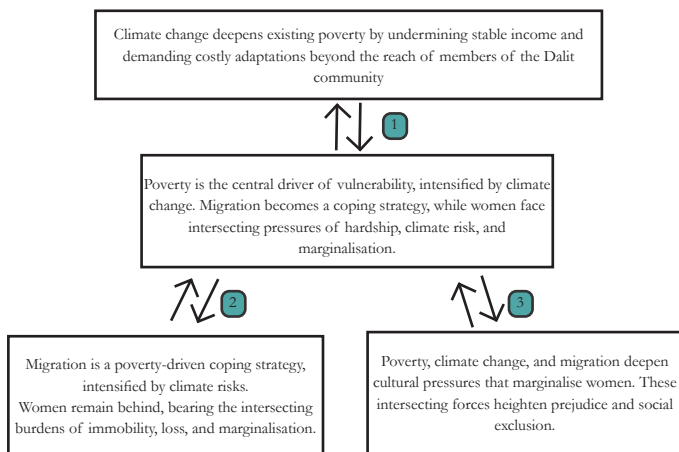 Climate change deepens existing poverty by undermining stable income and
demanding costly adaptations beyond the reach of members of the Dalit
community
1
Poverty is the central driver of vulnerability, intensified by climate
change. Migration becomes a coping strategy, while women face
intersecting pressures of hardship, climate risk, and
marginalisation.
2
3
Migration is a poverty-driven coping strategy,
intensified by climate risks.
Women remain behind, bearing the intersecting
burdens of immobility, loss, and marginalisation.
Poverty, climate change, and migration deepen
cultural pressures that marginalise women. These
intersecting forces heighten prejudice and social
exclusion.